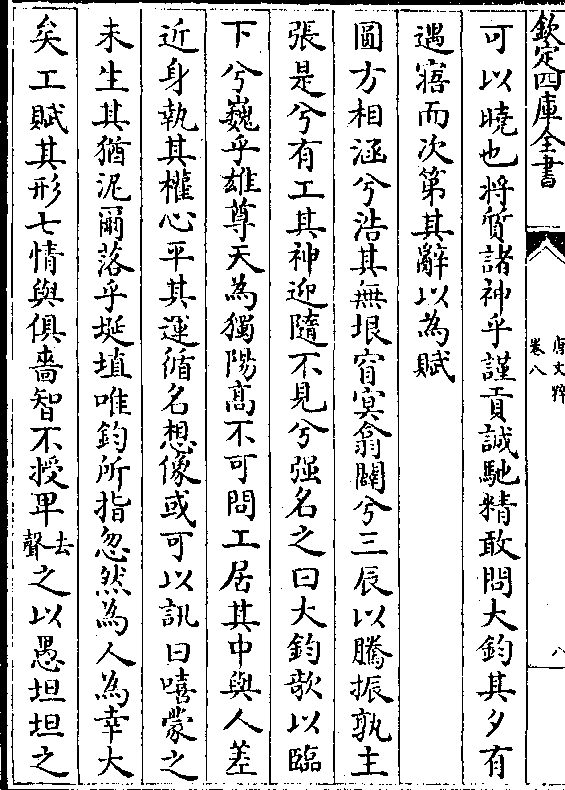 欽定四庫全書
唐文粹
卷八
八
可以曉也將質諸神乎謹貢誠馳精敢問大鈞其夕有
遇寤而次第其辭以為賦
圓方相涵兮浩其無垠窅冥翕闢兮三辰以騰振孰主
張是兮有工其神迎隨不見兮强名之曰大鈞歘以臨
下兮巍乎雄尊天為獨陽高不可問工居其中與人差
近身執其權心平其運循名想像或可以訊曰嘻蒙之
未生其猶泥爾落乎埏埴唯鈞所指忽然為人為幸大
矣工賦其形七情與俱嗇智不授畀去聲之以愚坦坦之